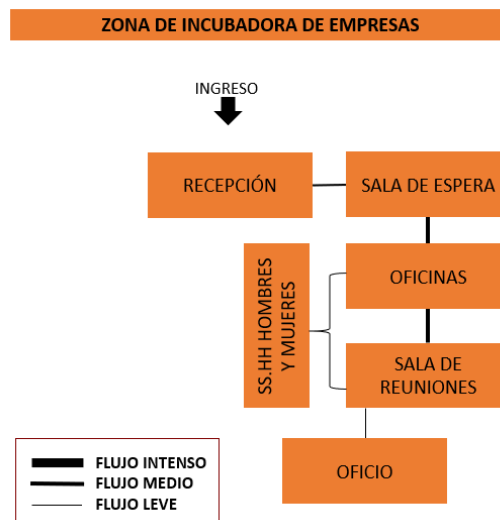 ZONA DE INCUBADORA DE EMPRESAS
INGRESO
RECEPCIÓN
SALA DE ESPERA
SS.HH HOMBRES
Y MUJERES
OFICINAS
SALA DE
REUNIONES
OFICIO
FLUJO INTENSO
FLUJO MEDIO
FLUJO LEVE